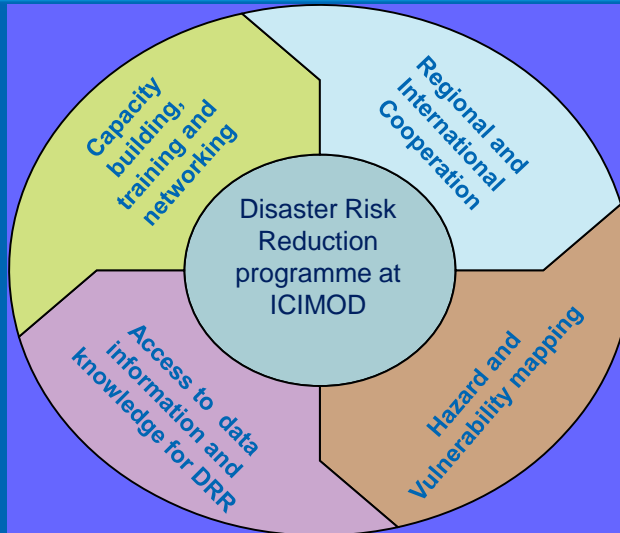 Capacity
building,
training and
networking
Regional and
International
Cooperation
Disaster Risk
Reduction
programme at
ICIMOD
Access to data
information and
knowledge for DRR
Hazard and
Vulnerability mapping